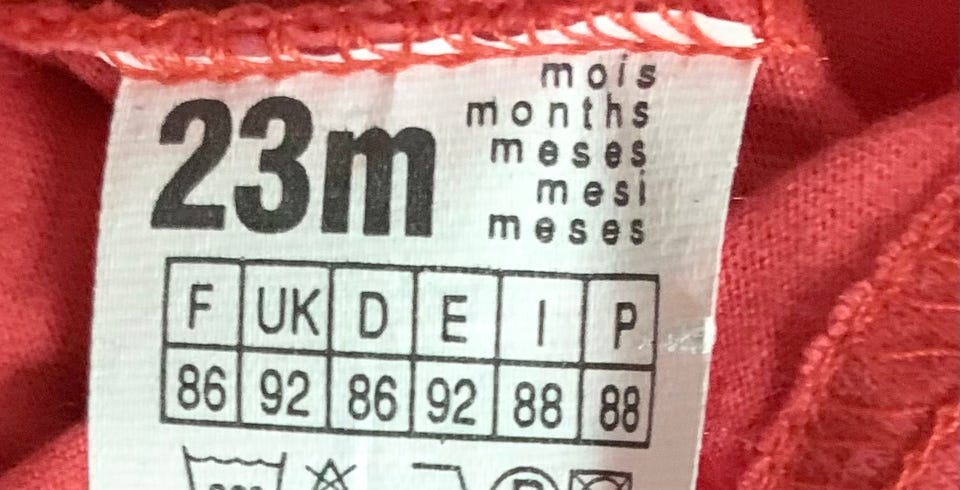 23m
mois
months
meses
mesi
meses
F UK D E I P
86 92 86 92 88 88